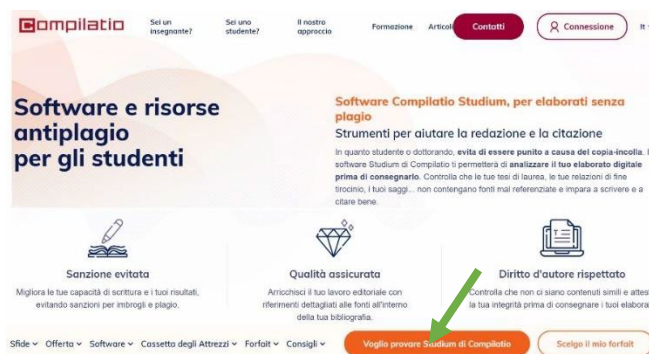 Compilatio
Sei un insegnante?
Sei uno studente?
Il nostro approccio
Formazione
Articoli
Contatti
Connessione
It
Software e risorse
antiplagio
per gli studenti
Software Compilatio Studium, per elaborati senza
plagio
Strumenti per aiutare la redazione e la citazione
In quanto studente o dottorando, evita di essere punito a causa del copia-incolla.
software Studium di Compilatio ti permetterà di analizzare il tuo elaborato digitale
prima di consegnarlo. Controlla che le tue tesi di laurea, le tue relazioni di fine
tirocinio, i tuoi saggi... non contengano fonti mal referenziate e impara a scrivere e a
citare bene.
Sanzione evitata
Migliora le tue capacità di scrittura e i tuoi risultati,
evitando sanzioni per imbrogli e plagio.
Qualità assicurata
Arricchisci il tuo lavoro editoriale con
riferimenti dettagliati alle fonti all'interno
della tua bibliografia.
Diritto d'autore rispettato
Controlla che non ci siano contenuti simili e attes
la tua integrità prima di consegnare i tuoi elabora
Sfide
Offerta
Software
Cassetta degli Attrezzi
Forfait
Consigli
Voglio provare Studium di Compilatio
Scelgo il mio forfait